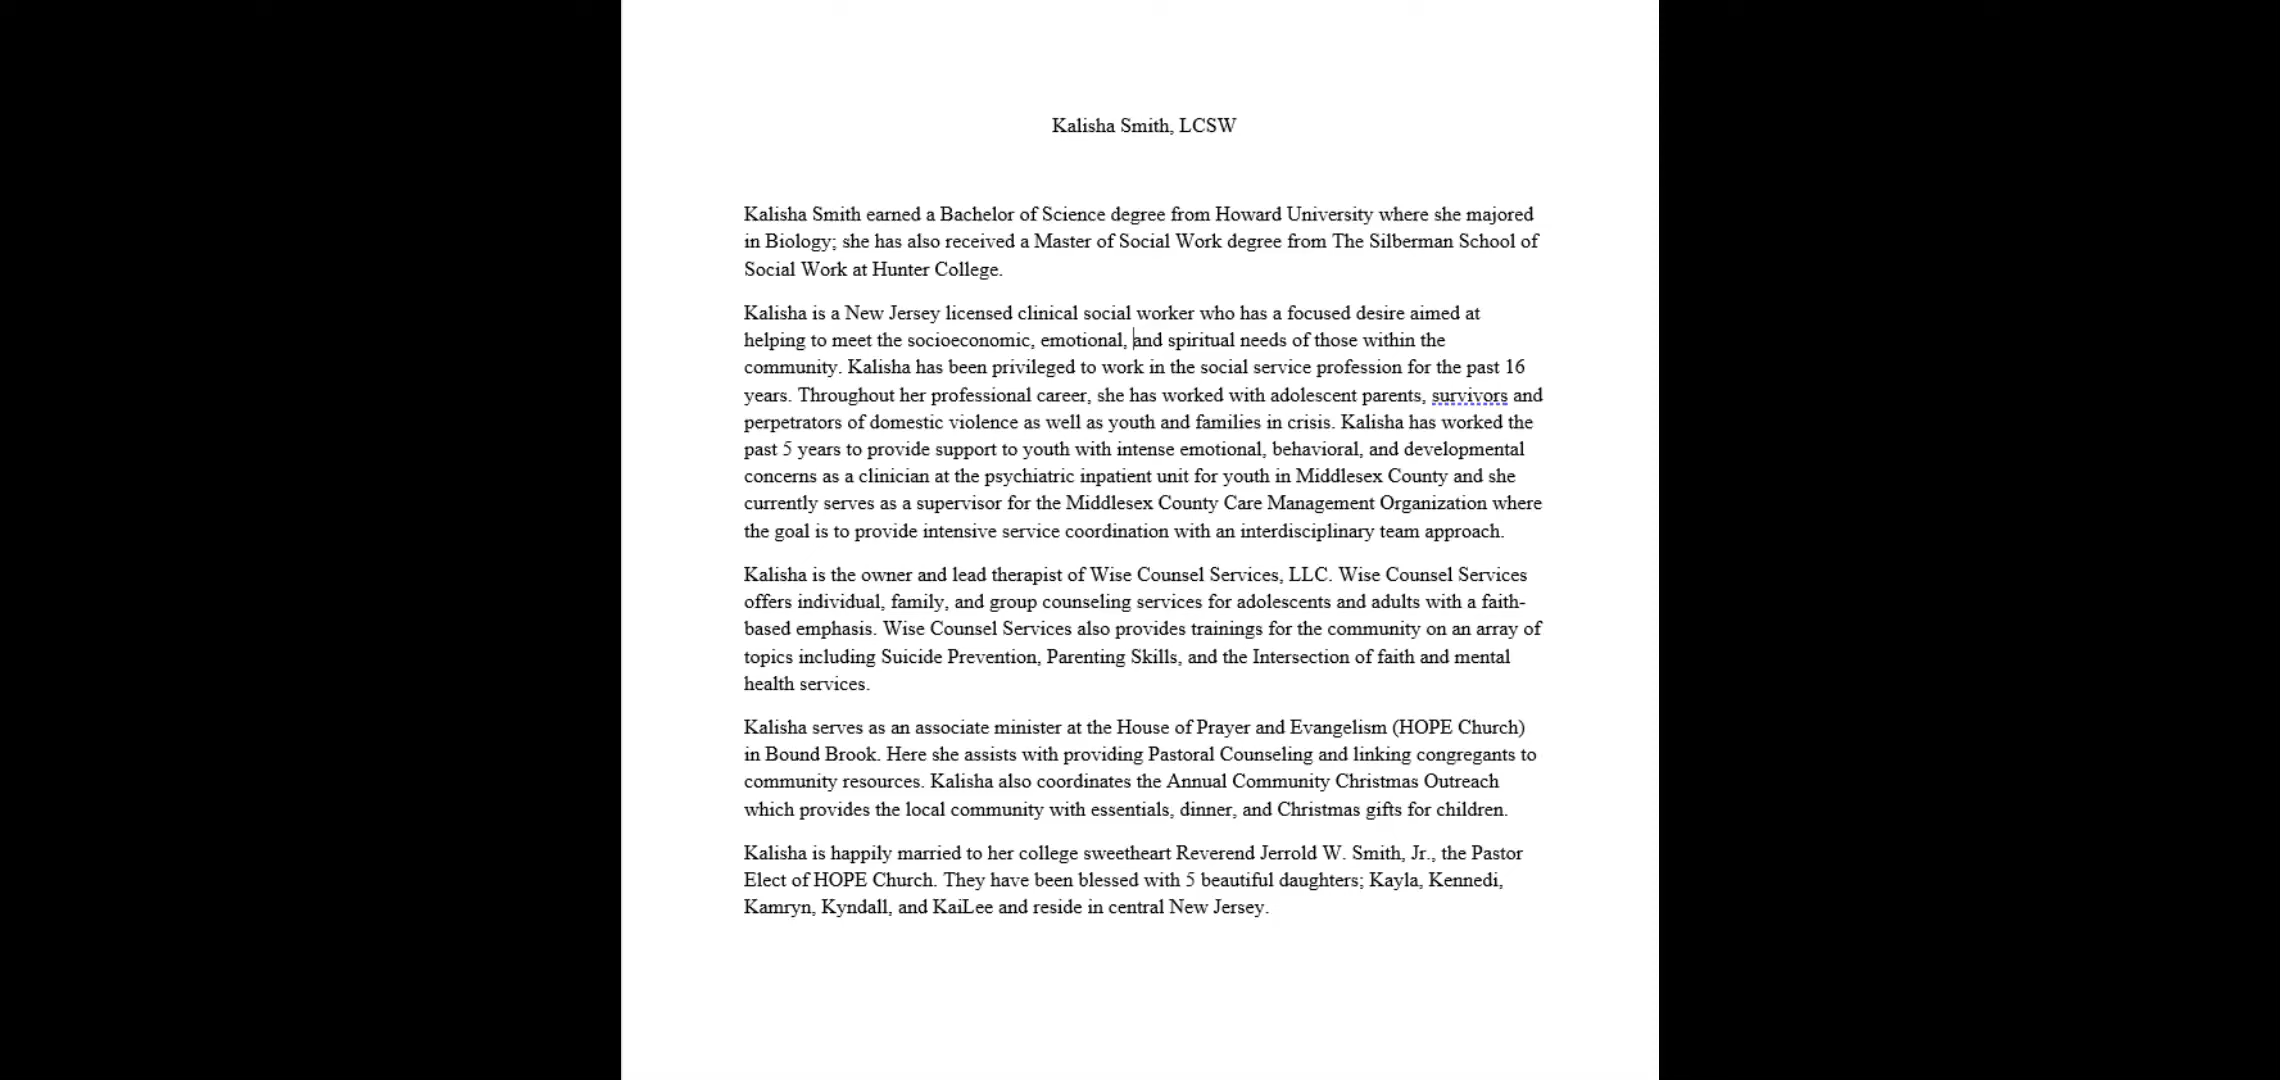 Kalisha Smith, LCSW
Kalisha Smith earned a Bachelor of Science degree from Howard University where she majored
in Biology; she has also received a Master of Social Work degree from The Silberman School of
Social Work at Hunter College.
Kalisha is a New Jersey licensed clinical social worker who has a focused desire aimed at
helping to meet the socioeconomic, emotional, and spiritual needs of those within the
community. Kalisha has been privileged to work in the social service profession for the past 16
years. Throughout her professional career, she has worked with adolescent parents, survivors and
perpetrators of domestic violence as well as youth and families in crisis. Kalisha has worked the
past 5 years to provide support to youth with intense emotional, behavioral, and developmental
concerns as a clinician at the psychiatric inpatient unit for youth in Middlesex County and she
currently serves as a supervisor for the Middlesex County Care Management Organization where
the goal is to provide intensive service coordination with an interdisciplinary team approach.
Kalisha is the owner and lead therapist of Wise Counsel Services, LLC. Wise Counsel Services
offers individual, family, and group counseling services for adolescents and adults with a faith-
based emphasis. Wise Counsel Services also provides trainings for the community on an array of
topics including Suicide Prevention, Parenting Skills, and the Intersection of faith and mental
health services.
Kalisha serves as an associate minister at the House of Prayer and Evangelism (HOPE Church)
in Bound Brook. Here she assists with providing Pastoral Counseling and linking congregants to
community resources. Kalisha also coordinates the Annual Community Christmas Outreach
which provides the local community with essentials, dinner, and Christmas gifts for children.
Kalisha is happily married to her college sweetheart Reverend Jerrold W. Smith, Jr., the Pastor
Elect of HOPE Church. They have been blessed with 5 beautiful daughters; Kayla, Kennedi,
Kamryn, Kyndall, and KaiLee and reside in central New Jersey.